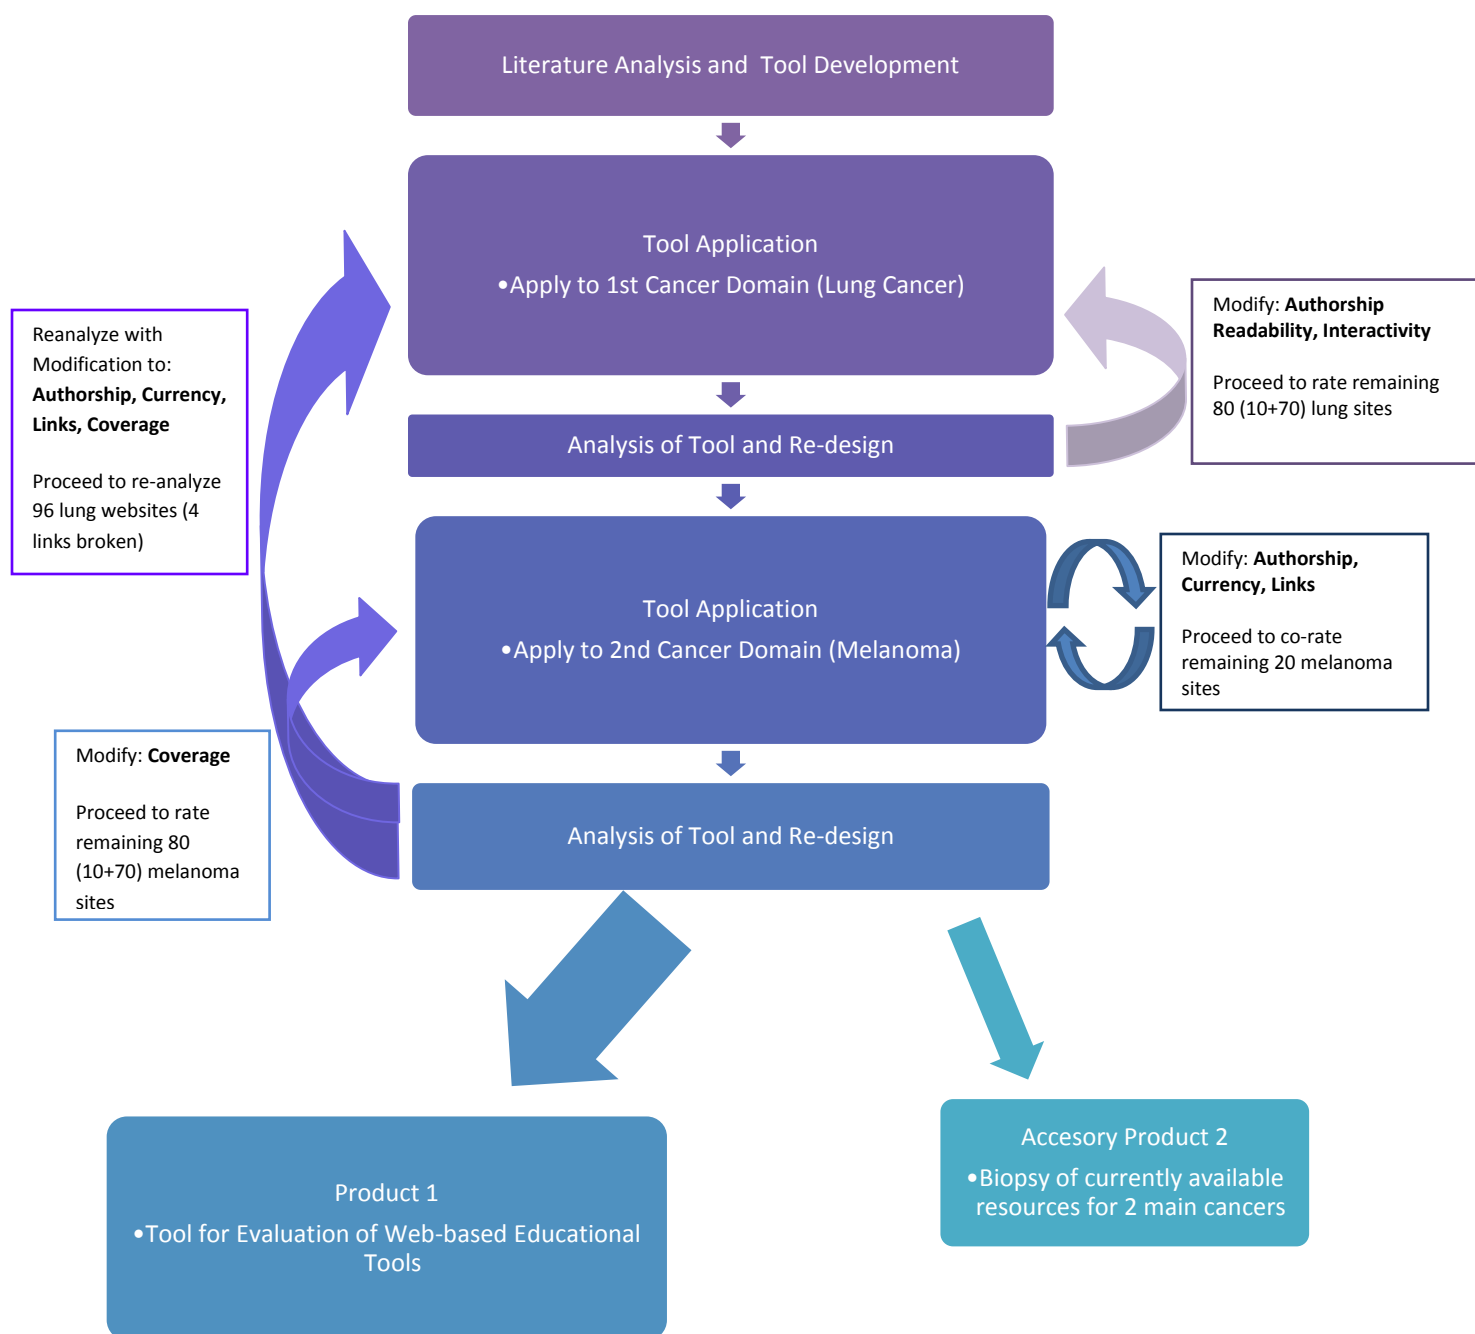 Literature Analysis and  Tool Development
Tool Application
•Apply to 1st Cancer Domain (Lung Cancer)
Modify: Authorship
Readability, Interactivity
Proceed to rate remaining
80 (10+70) lung sites
Reanalyze with
Modification to:
Authorship, Currency,
Links, Coverage
Proceed to re-analyze
96 lung websites (4
links broken)
Analysis of Tool and Re-design
Tool Application
•Apply to 2nd Cancer Domain (Melanoma)
Modify: Authorship,
Currency, Links
Proceed to co-rate
remaining 20 melanoma
sites
Modify: Coverage
Proceed to rate
remaining 80
(10+70) melanoma
sites
Analysis of Tool and Re-design
Product 1
•Tool for Evaluation of Web-based Educational
Tools
Accesory Product 2
•Biopsy of currently available
resources for 2 main cancers